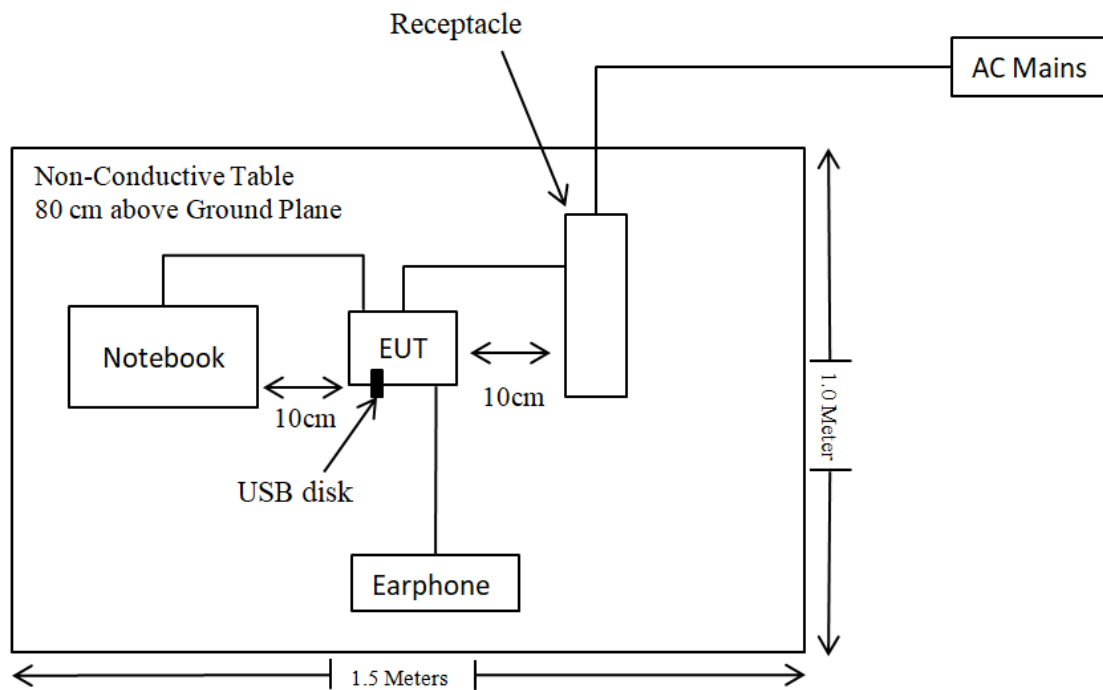 Receptacle
AC Mains
Non-Conductive Table
80 cm above Ground Plane
Notebook
EUT
10cm
10cm
USB disk
Earphone
1.0 Meter
1.5 Meters